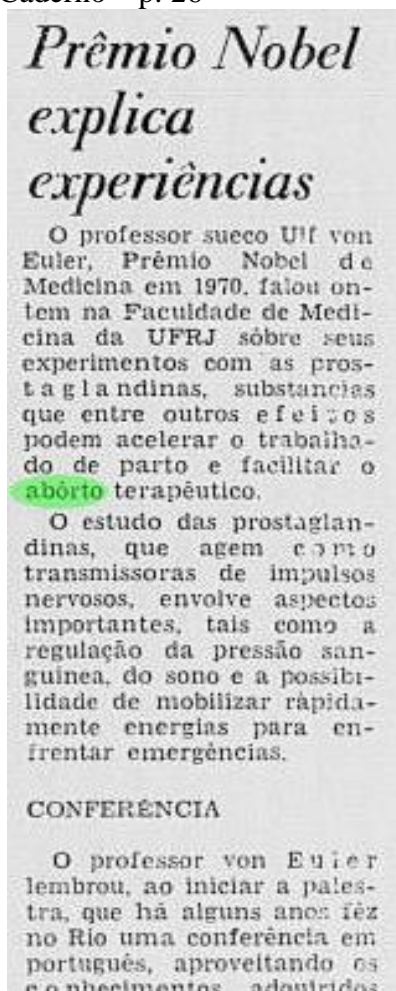 Caderno – p. 26
Prêmio Nobel
explica
experiências
O professor sueco Ulf von
Euler, Prêmio Nobel de
Medicina em 1970, falou on-
tem na Faculdade de Medi-
cina da UFRJ sôbre seus
experimentos com as pros-
taglandinas, substancias
que entre outros efeitos
podem acelerar o trabalha-
do de parto e facilitar o
abôrto terapêutico.
O estudo das prostaglan-
dinas, que agem como
transmissoras de impulsos
nervosos, envolve aspectos
importantes, tais como a
regulação da pressão san-
guinea, do sono e a possibi-
lidade de mobilizar ràpida-
mente energias para en-
frentar emergências.
CONFERÊNCIA
O professor von Euler
lembrou, ao iniciar a pales-
tra, que há alguns anos fêz
no Rio uma conferência em
português, aproveitando os
conhecimentos adquiridos